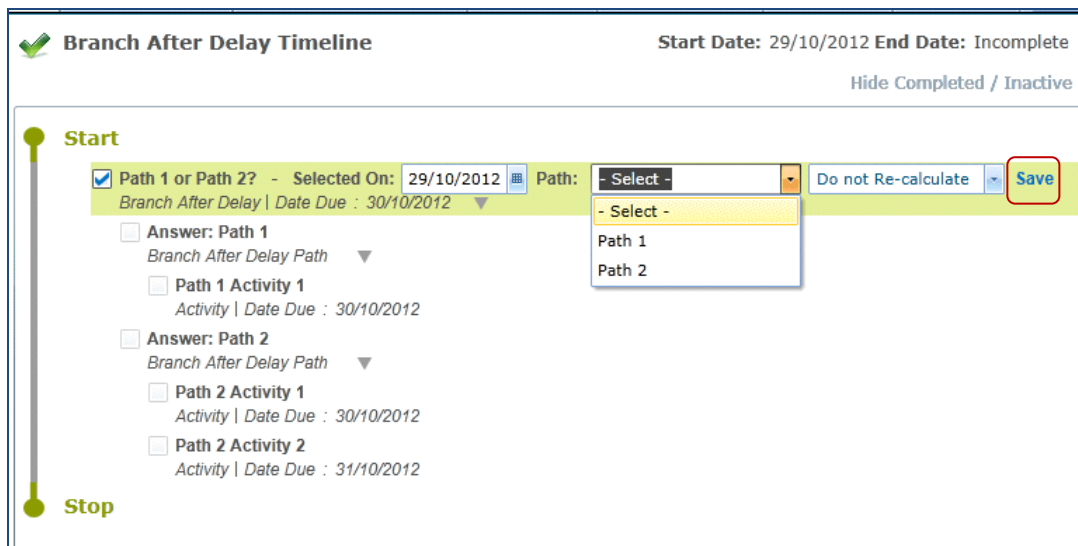 Branch After Delay Timeline Start Date: 29/10/2012 End Date: Incomplete
Hide Completed / Inactive
Start
Path 1 or Path 2? - Selected On: 29/10/2012 Path: - Select - Do not Re-calculate Save
Branch After Delay | Date Due : 30/10/2012
- Select -
Path 1
Path 2
Answer: Path 1
Branch After Delay Path
Path 1 Activity 1
Activity | Date Due : 30/10/2012
Answer: Path 2
Branch After Delay Path
Path 2 Activity 1
Activity | Date Due : 30/10/2012
Path 2 Activity 2
Activity | Date Due : 31/10/2012
Stop